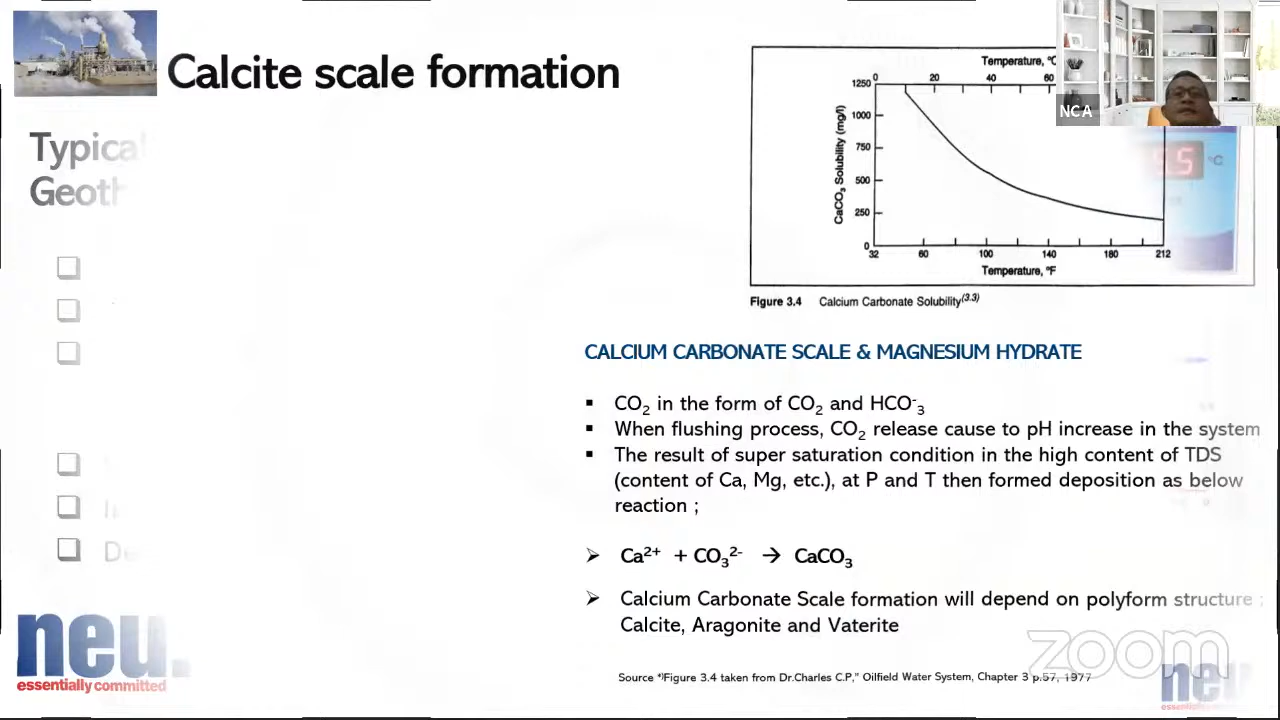 Calcite scale formation
Temperature, °C
0 20 40 60
CaCO₃ Solubility (mg/l)
1250
1000
750
500
250
0
32 60 100 140 180 212
Temperature, ºF
Figure 3.4 Calcium Carbonate Solubility(3.3)
NCA
°C
CALCIUM CARBONATE SCALE & MAGNESIUM HYDRATE
▪ CO₂ in the form of CO₂ and HCO⁻₃
▪ When flushing process, CO₂ release cause to pH increase in the system
▪ The result of super saturation condition in the high content of TDS
(content of Ca, Mg, etc.), at P and T then formed deposition as below
reaction ;
➢ Ca²⁺ + CO₃²⁻ → CaCO₃
➢ Calcium Carbonate Scale formation will depend on polyform structure ;
Calcite, Aragonite and Vaterite
zoom
neu.
essentially committed
Source *)Figure 3.4 taken from Dr.Charles C.P," Oilfield Water System, Chapter 3 p.57, 1977
neu